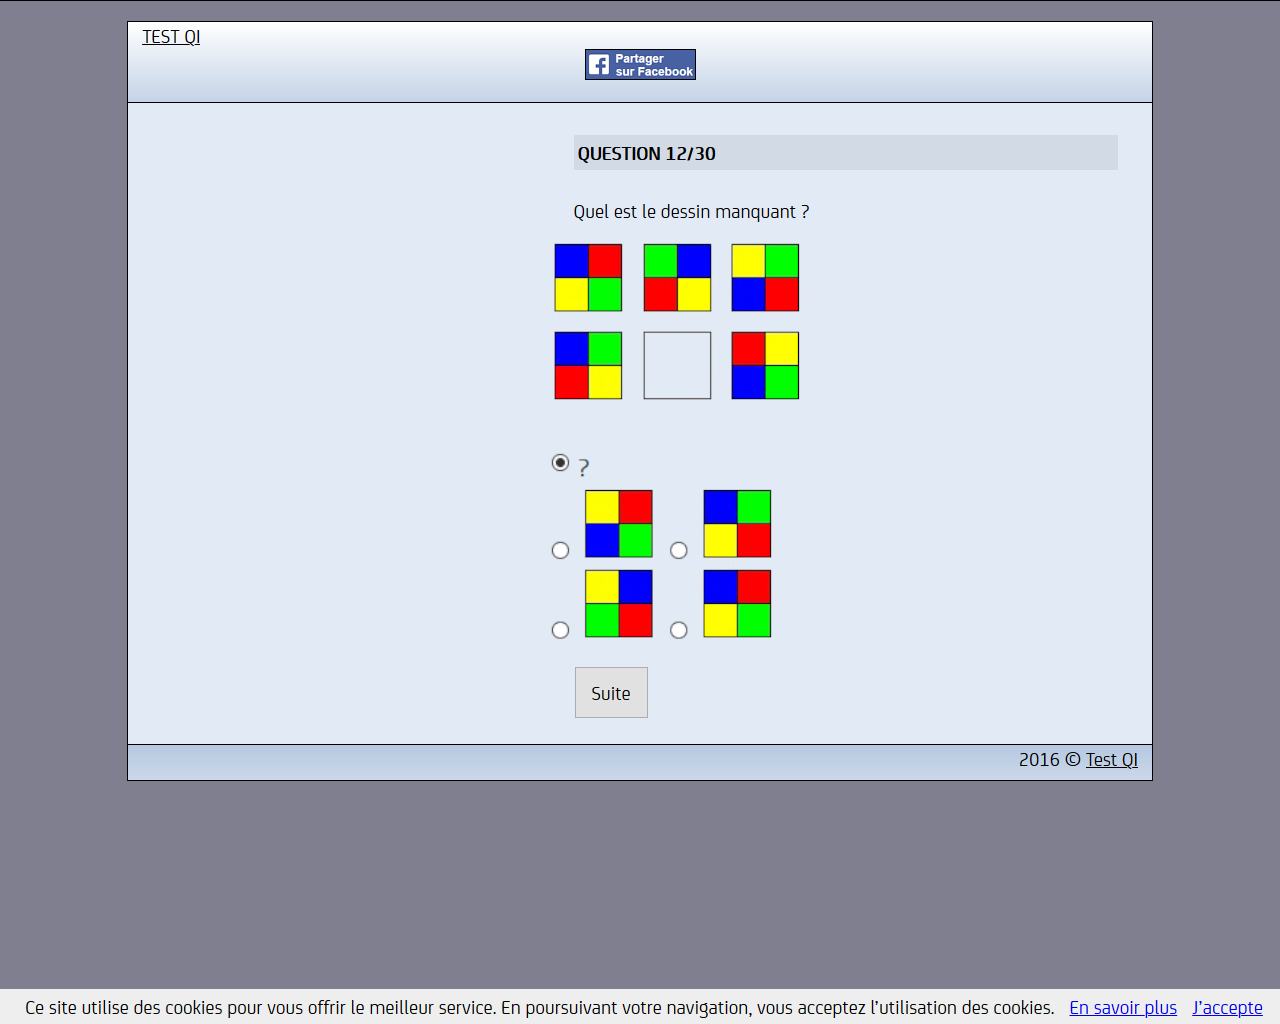 TEST QI
Partager
sur Facebook
QUESTION 12/30
Quel est le dessin manquant ?
?
Suite
2016 © Test QI
Ce site utilise des cookies pour vous offrir le meilleur service. En poursuivant votre navigation, vous acceptez l’utilisation des cookies. En savoir plus J’accepte